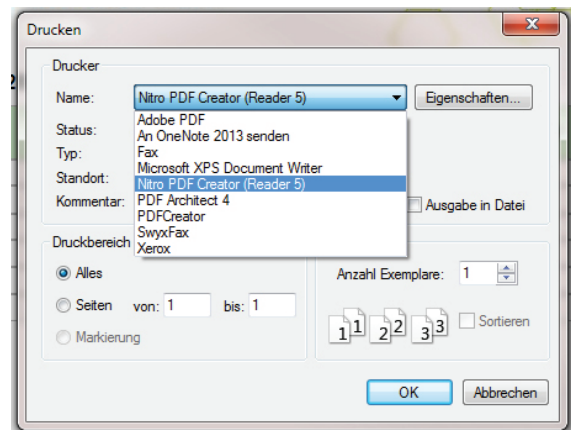 Drucken
Drucker
Name: Nitro PDF Creator (Reader 5) Eigenschaften...
Status: Adobe PDF
An OneNote 2013 senden
Typ: Fax
Microsoft XPS Document Writer
Standort: Nitro PDF Creator (Reader 5)
Kommentar: PDF Architect 4 Ausgabe in Datei
PDFCreator
SwyxFax
Druckbereich Xerox
Alles Anzahl Exemplare: 1
Seiten von: 1 bis: 1
1 1 2 2 3 3 Sortieren
Markierung
OK Abbrechen